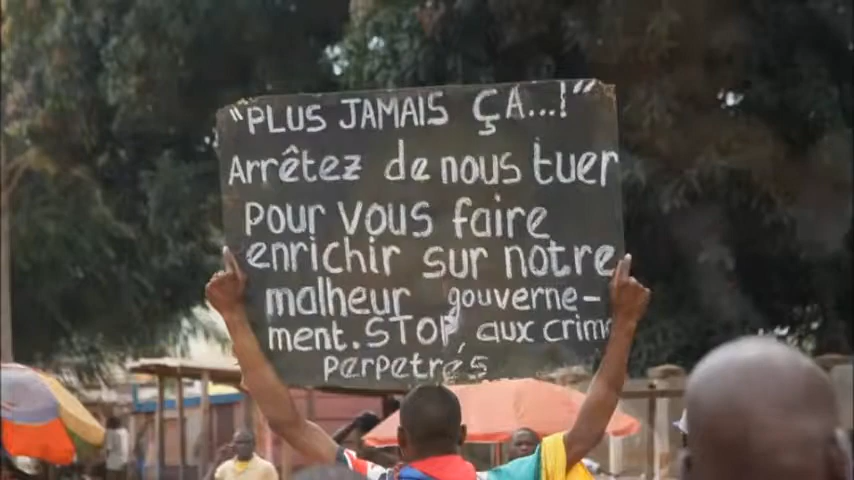 "PLUS JAMAIS ÇA...!"
Arrêtez de nous tuer
pour vous faire
enrichir sur notre
malheur gouverne-
ment. STOP, aux crim
perpetrés